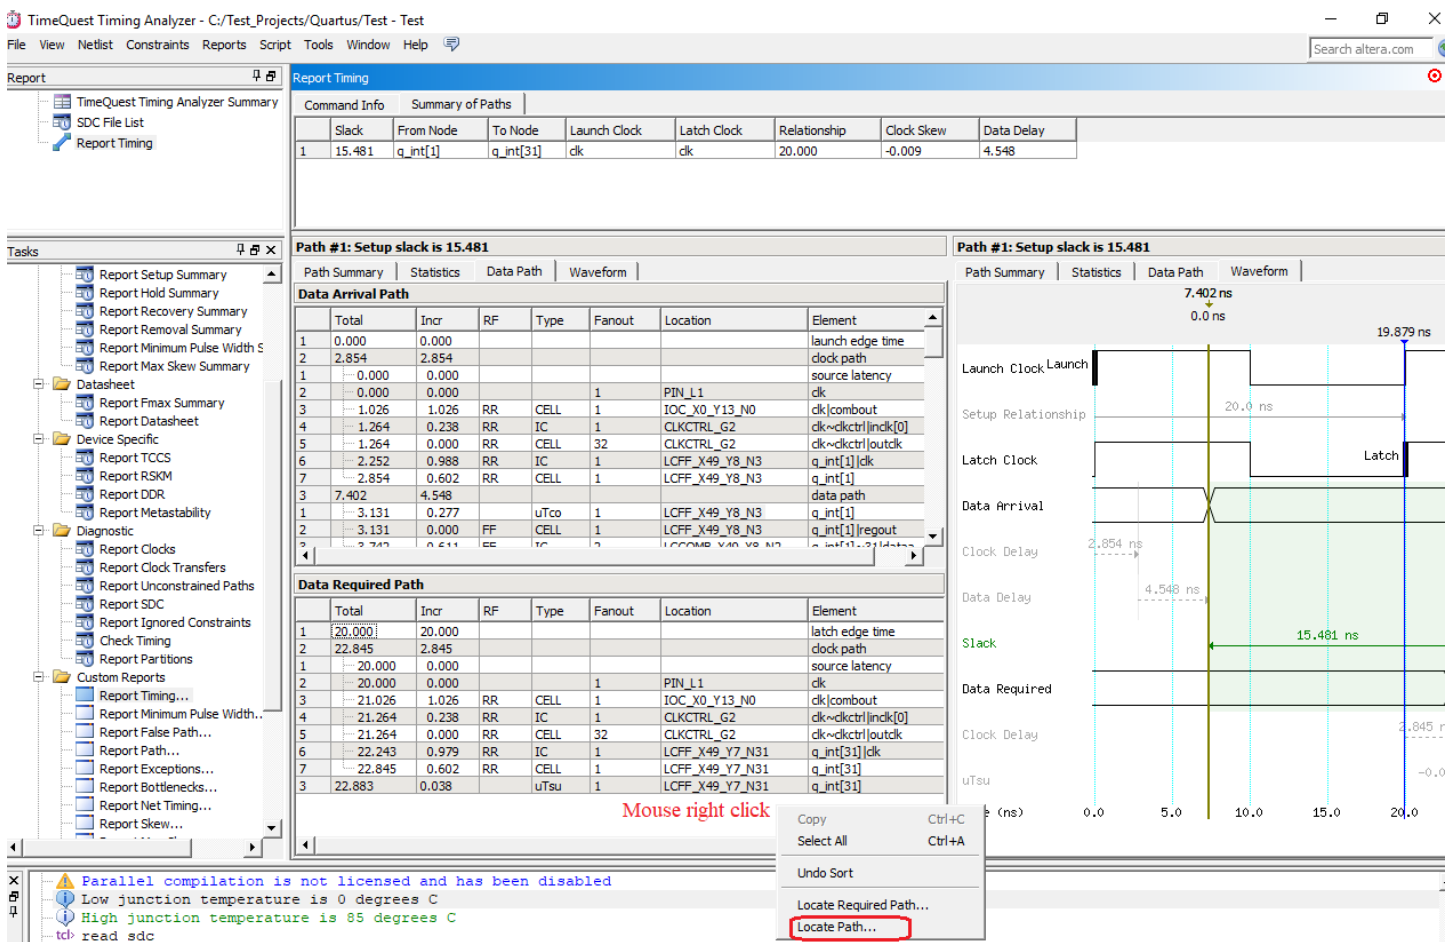 TimeQuest Timing Analyzer - C:/Test_Projects/Quartus/Test - Test
File View Netlist Constraints Reports Script Tools Window Help
Search altera.com
Report
TimeQuest Timing Analyzer Summary
SDC File List
Report Timing
Report Timing
Command Info Summary of Paths
Slack From Node To Node Launch Clock Latch Clock Relationship Clock Skew Data Delay
1 15.481 q_int[1] q_int[31] clk clk 20.000 -0.009 4.548
Tasks
Report Setup Summary
Report Hold Summary
Report Recovery Summary
Report Removal Summary
Report Minimum Pulse Width S
Report Max Skew Summary
Datasheet
Report Fmax Summary
Report Datasheet
Device Specific
Report TCCS
Report RSKM
Report DDR
Report Metastability
Diagnostic
Report Clocks
Report Clock Transfers
Report Unconstrained Paths
Report SDC
Report Ignored Constraints
Check Timing
Report Partitions
Custom Reports
Report Timing...
Report Minimum Pulse Width..
Report False Path...
Report Path...
Report Exceptions...
Report Bottlenecks...
Report Net Timing...
Report Skew...
Path #1: Setup slack is 15.481
Path Summary Statistics Data Path Waveform
Data Arrival Path
Total Incr RF Type Fanout Location Element
1 0.000 0.000 launch edge time
2 2.854 2.854 clock path
1 0.000 0.000 source latency
2 0.000 0.000 1 PIN_L1 clk
3 1.026 1.026 RR CELL 1 IOC_X0_Y13_N0 clk|combout
4 1.264 0.238 RR IC 1 CLKCTRL_G2 clk~clkctrl|inclk[0]
5 1.264 0.000 RR CELL 32 CLKCTRL_G2 clk~clkctrl|outclk
6 2.252 0.988 RR IC 1 LCFF_X49_Y8_N3 q_int[1]|clk
7 2.854 0.602 RR CELL 1 LCFF_X49_Y8_N3 q_int[1]
3 7.402 4.548 data path
1 3.131 0.277 uTco 1 LCFF_X49_Y8_N3 q_int[1]
2 3.131 0.000 FF CELL 1 LCFF_X49_Y8_N3 q_int[1]|regout
Data Required Path
Total Incr RF Type Fanout Location Element
1 20.000 20.000 latch edge time
2 22.845 2.845 clock path
1 20.000 0.000 source latency
2 20.000 0.000 1 PIN_L1 clk
3 21.026 1.026 RR CELL 1 IOC_X0_Y13_N0 clk|combout
4 21.264 0.238 RR IC 1 CLKCTRL_G2 clk~clkctrl|inclk[0]
5 21.264 0.000 RR CELL 32 CLKCTRL_G2 clk~clkctrl|outclk
6 22.243 0.979 RR IC 1 LCFF_X49_Y7_N31 q_int[31]|clk
7 22.845 0.602 RR CELL 1 LCFF_X49_Y7_N31 q_int[31]
3 22.883 0.038 uTsu 1 LCFF_X49_Y7_N31 q_int[31]
Mouse right click
Copy Ctrl+C
Select All Ctrl+A
Undo Sort
Locate Required Path...
Locate Path...
Path #1: Setup slack is 15.481
Path Summary Statistics Data Path Waveform
7.402 ns
0.0 ns
19.879 ns
Launch Clock Launch
Setup Relationship 20.0 ns
Latch Clock Latch
Data Arrival
Clock Delay 2.854 ns
Data Delay 4.548 ns
Slack 15.481 ns
Data Required
Clock Delay 2.845 n
uTsu -0.0
(ns) 0.0 5.0 10.0 15.0 20.0
Parallel compilation is not licensed and has been disabled
Low junction temperature is 0 degrees C
High junction temperature is 85 degrees C
tcl> read sdc